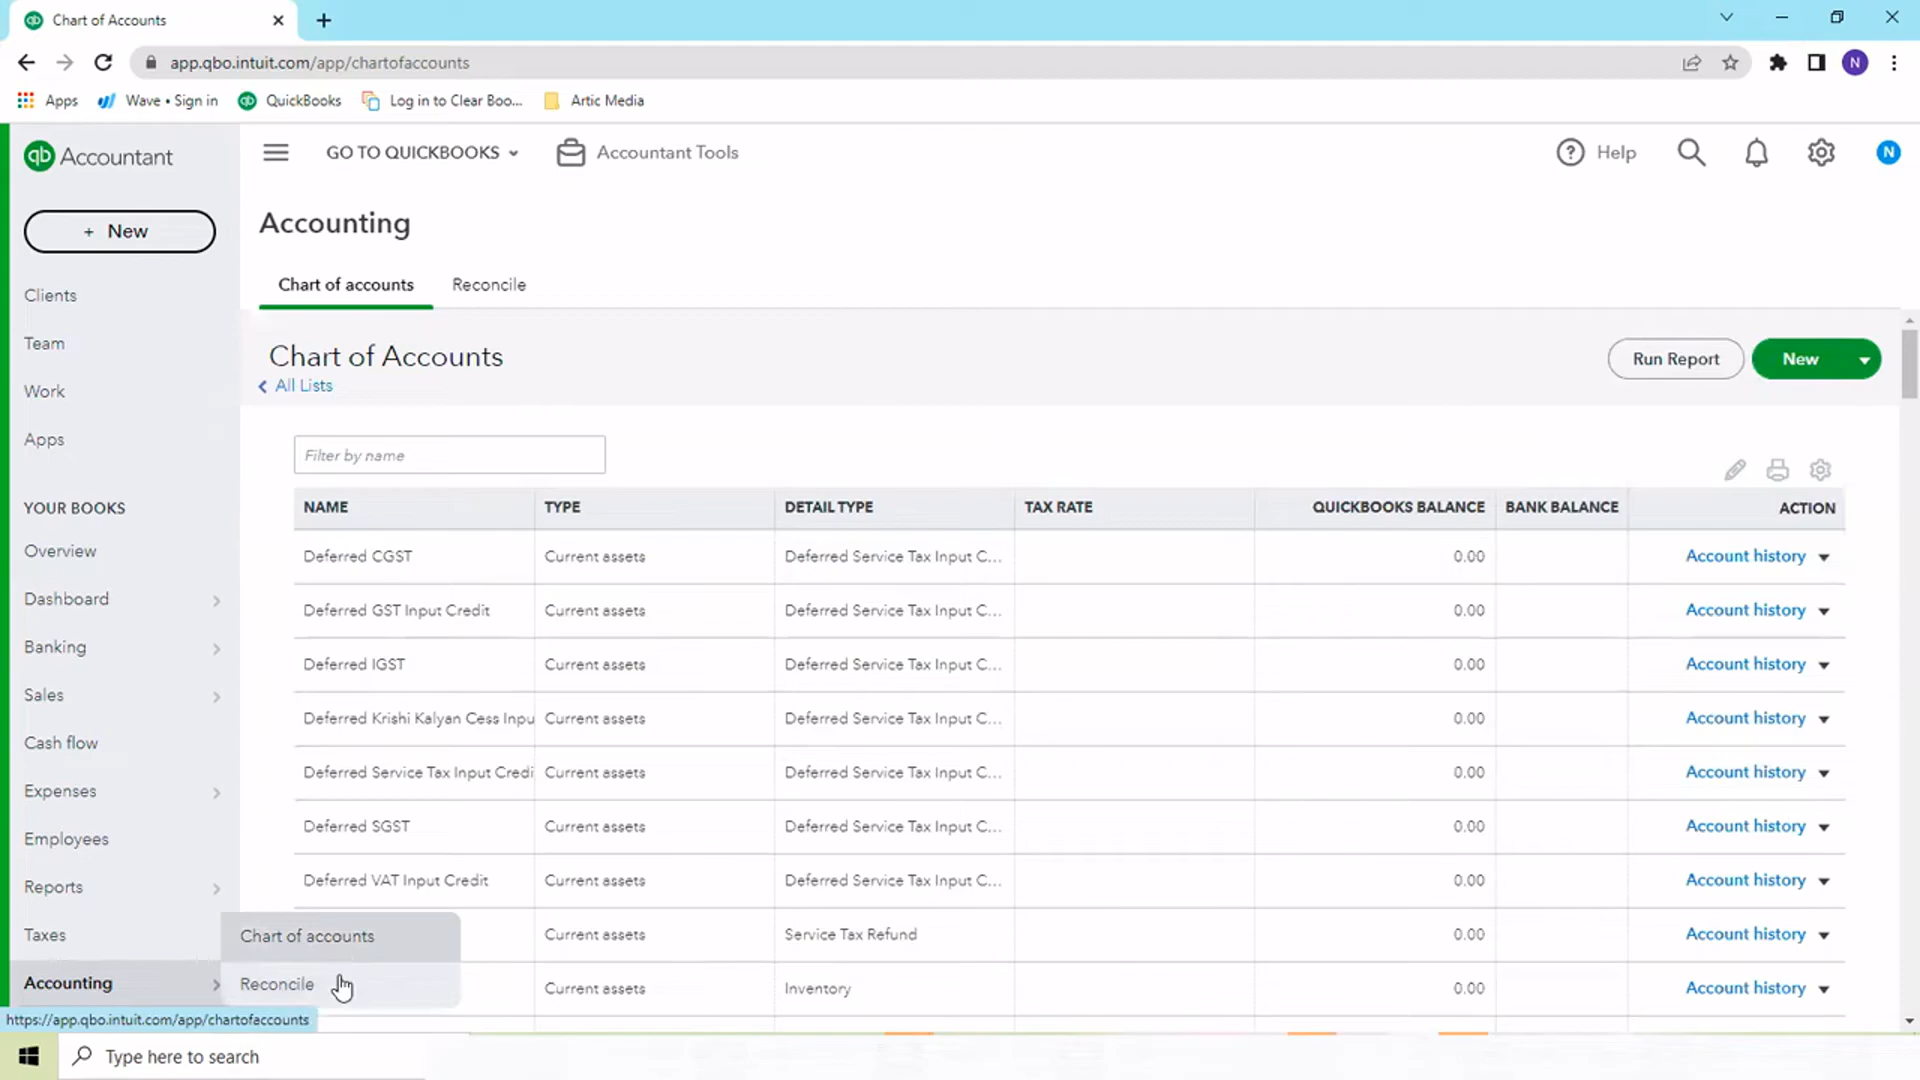 Chart of Accounts
app.qbo.intuit.com/app/chartofaccounts
N
Apps
Wave • Sign in
QuickBooks
Log in to Clear Boo...
Artic Media
qb Accountant
GO TO QUICKBOOKS
Accountant Tools
? Help
N
+ New
Clients
Team
Work
Apps
YOUR BOOKS
Overview
Dashboard
Banking
Sales
Cash flow
Expenses
Employees
Reports
Taxes
Accounting
Chart of accounts
Reconcile
https://app.qbo.intuit.com/app/chartofaccounts
Accounting
Chart of accounts Reconcile
Chart of Accounts
All Lists
Run Report
New
Filter by name
NAME TYPE DETAIL TYPE TAX RATE QUICKBOOKS BALANCE BANK BALANCE ACTION
Deferred CGST Current assets Deferred Service Tax Input C... 0.00 Account history
Deferred GST Input Credit Current assets Deferred Service Tax Input C... 0.00 Account history
Deferred IGST Current assets Deferred Service Tax Input C... 0.00 Account history
Deferred Krishi Kalyan Cess Inpu Current assets Deferred Service Tax Input C... 0.00 Account history
Deferred Service Tax Input Credi Current assets Deferred Service Tax Input C... 0.00 Account history
Deferred SGST Current assets Deferred Service Tax Input C... 0.00 Account history
Deferred VAT Input Credit Current assets Deferred Service Tax Input C... 0.00 Account history
Current assets Service Tax Refund 0.00 Account history
Current assets Inventory 0.00 Account history
Type here to search